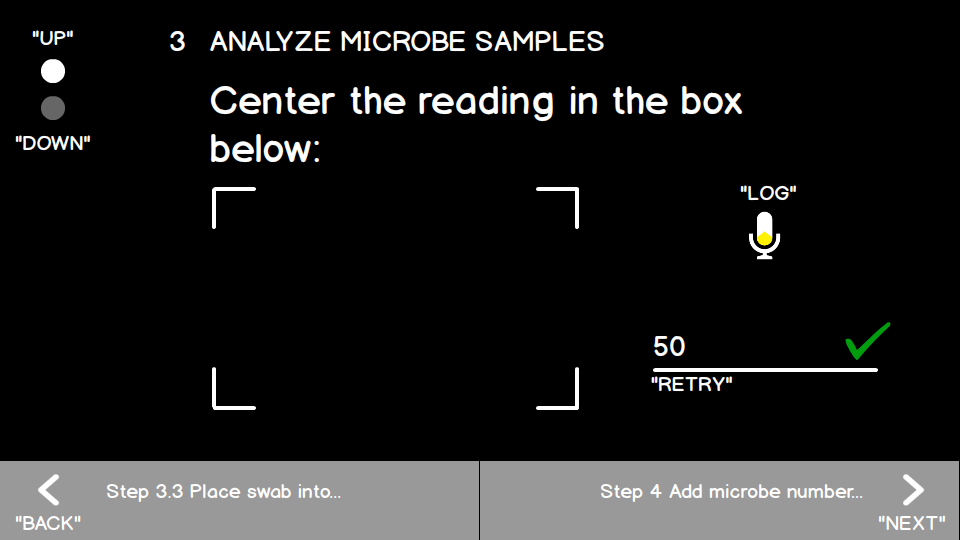 "UP"
"DOWN"
3 ANALYZE MICROBE SAMPLES
Center the reading in the box
below:
"LOG"
50
"RETRY"
Step 3.3 Place swab into...
"BACK"
Step 4 Add microbe number...
"NEXT"